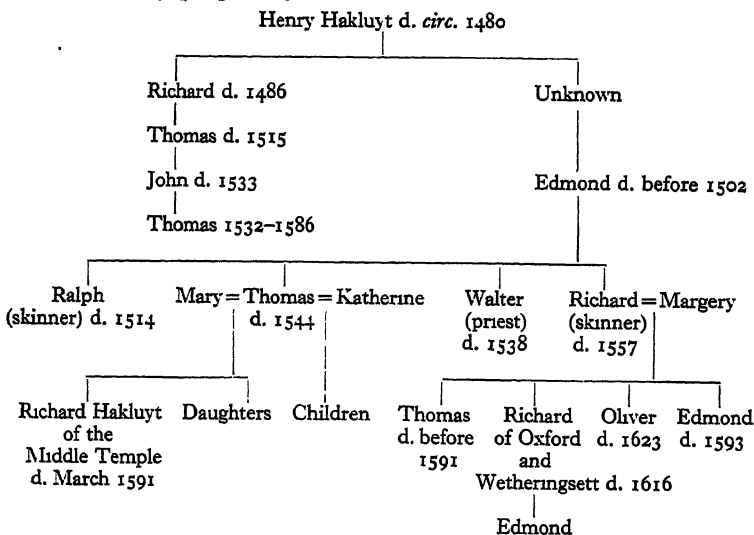 Henry Hakluyt d. circ. 1480
Richard d. 1486
Unknown
Thomas d. 1515
John d. 1533
Edmond d. before 1502
Thomas 1532–1586
Ralph
(skinner) d. 1514
Mary = Thomas = Katherine
d. 1544
Walter
(priest)
d. 1538
Richard = Margery
(skinner)
d. 1557
Richard Hakluyt
of the
Middle Temple
d. March 1591
Daughters
Children
Thomas
d. before
1591
Richard
of Oxford
and
Wetheringsett d. 1616
Oliver
d. 1623
Edmond
d. 1593
Edmond